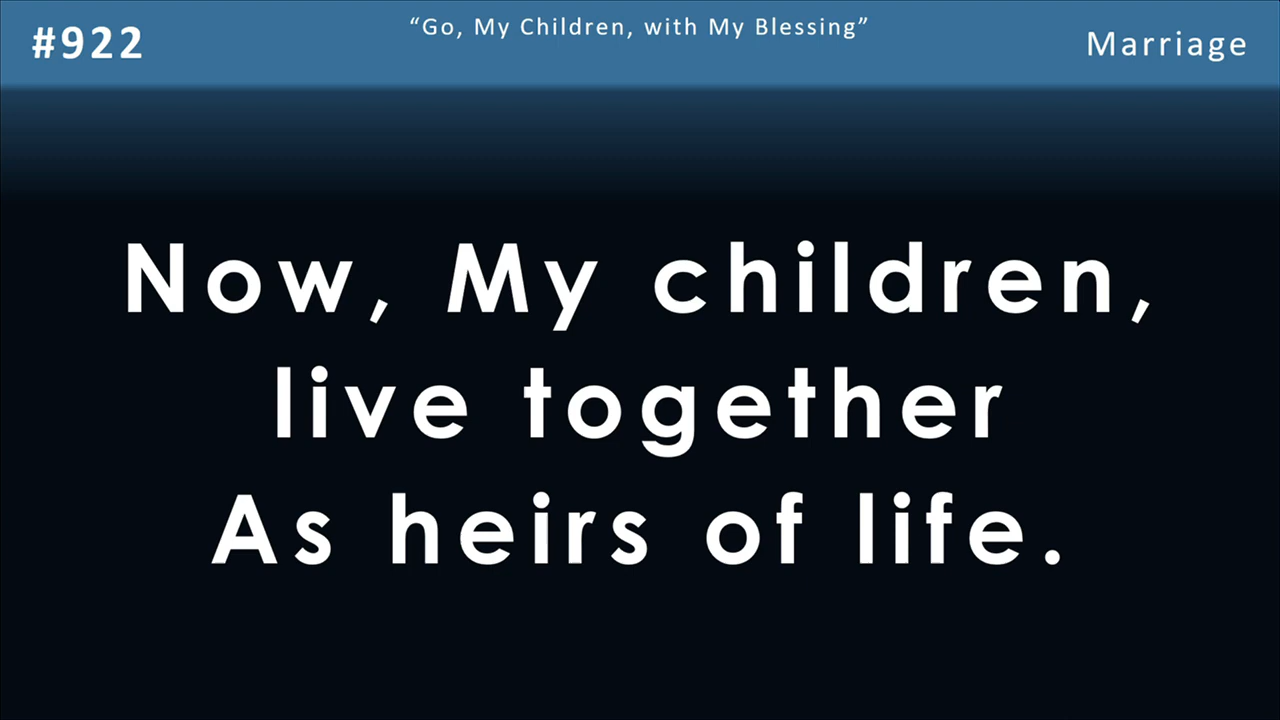 #922
“Go, My Children, with My Blessing”
Marriage
Now, My children,
live together
As heirs of life.